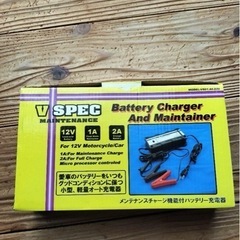 V SPEC
MAINTENANCE
Battery Charger
And Maintainer
12V
1A
2A
For 12V Motorcycle/Car
1A:For Maintenance Charge
2A:For Full Charge
Micro processor controled
愛車のバッテリーをいつも
グッドコンディションに保つ
小型、軽量オート充電器
メンテナンスチャージ機能付バッテリー充電器